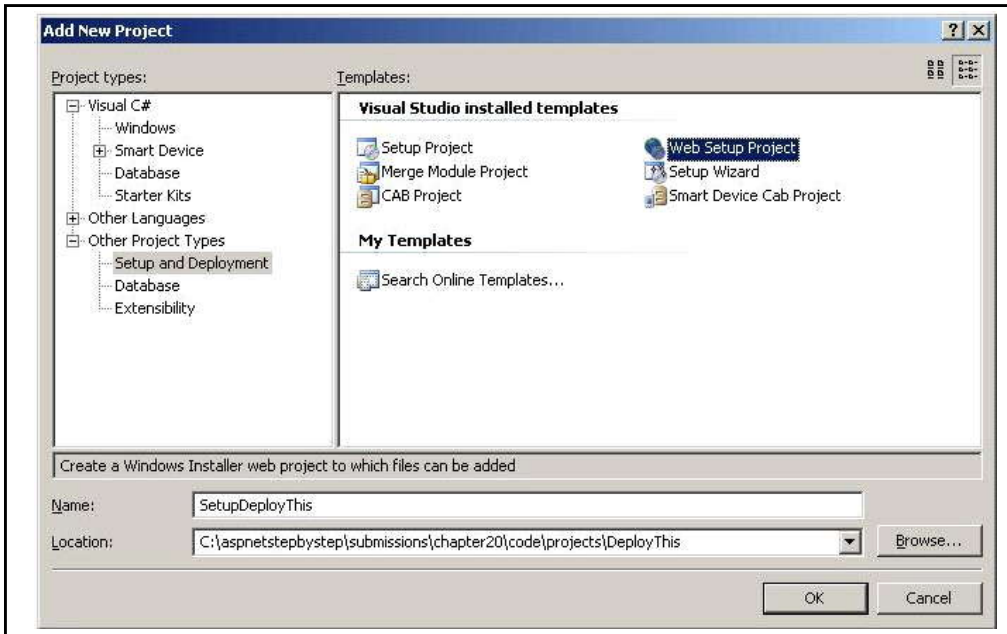 Add New Project
Project types:
Templates:
Visual C#
Windows
Smart Device
Database
Starter Kits
Other Languages
Other Project Types
Setup and Deployment
Database
Extensibility
Visual Studio installed templates
Setup Project
Web Setup Project
Merge Module Project
Setup Wizard
CAB Project
Smart Device Cab Project
My Templates
Search Online Templates...
Create a Windows Installer web project to which files can be added
Name:
SetupDeployThis
Location:
C:\aspnetstepbystep\submissions\chapter20\code\projects\DeployThis
Browse...
OK
Cancel